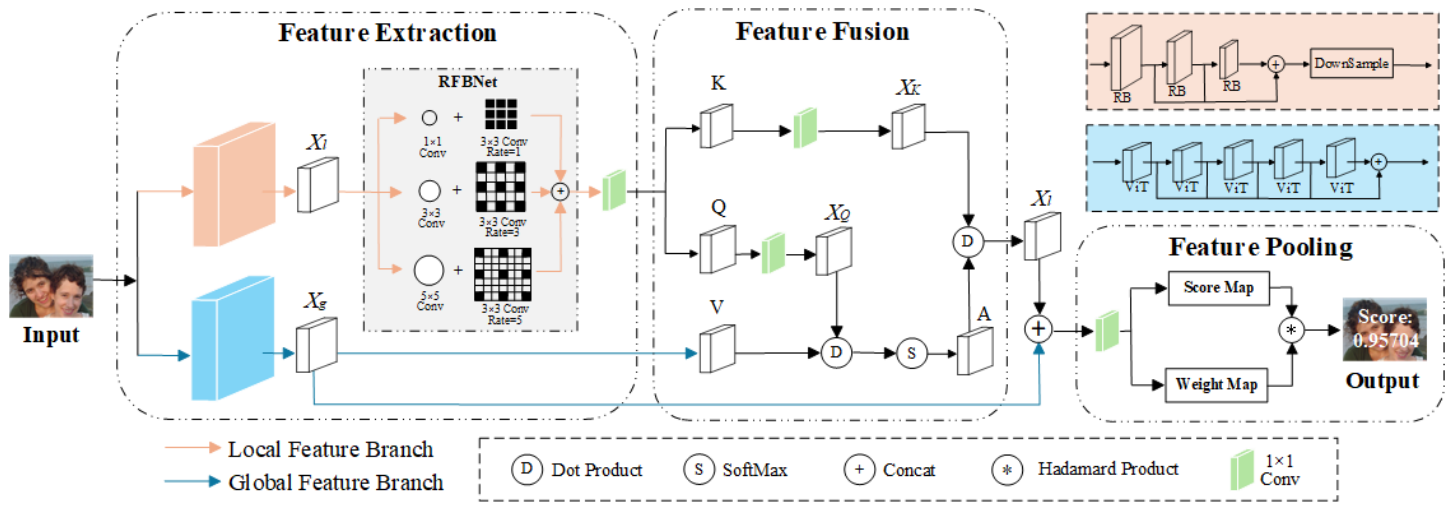 Feature Extraction
Feature Fusion
RB
RB
RB
+
DownSample
ViT
ViT
ViT
ViT
ViT
+
Input
X_l
X_g
RFBNet
1×1
Conv
+
3×3 Conv
Rate=1
3×3
Conv
+
3×3 Conv
Rate=3
5×5
Conv
+
3×3 Conv
Rate=5
+
K
X_K
Q
X_Q
V
D
S
A
D
X_l
+
Feature Pooling
Score Map
Weight Map
*
Score:
0.95704
Output
Local Feature Branch
Global Feature Branch
D Dot Product
S SoftMax
+ Concat
* Hadamard Product
1×1
Conv